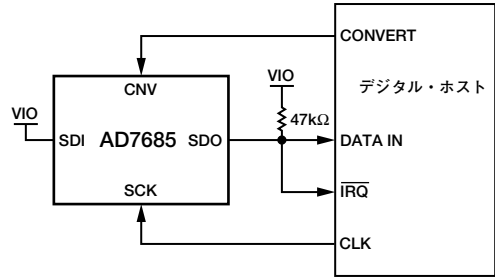 CONVERT
VIO
デジタル・ホスト
CNV
VIO
47kΩ
SDI
AD7685
SDO
DATA IN
SCK
IRQ
CLK